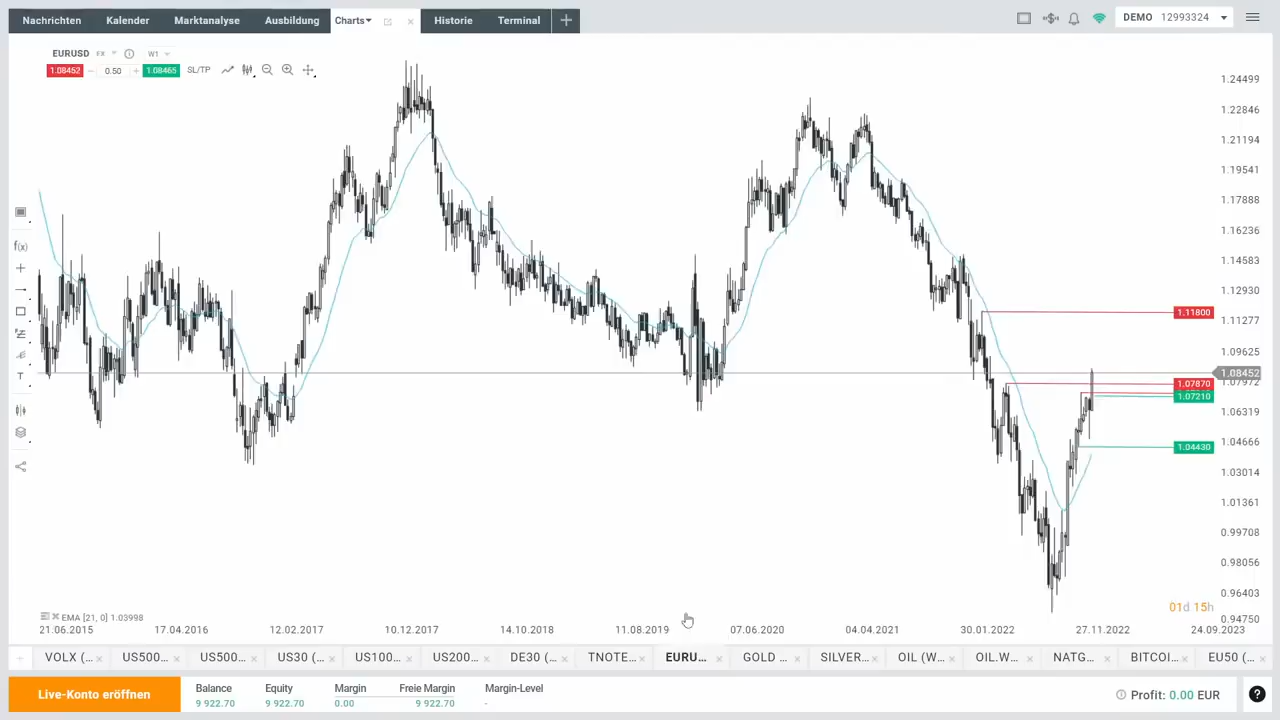 Nachrichten Kalender Marktanalyse Ausbildung Charts Historie Terminal DEMO 12993324
EURUSD FX W1
1.08452 0.50 1.08465 SL/TP
1.24499
1.22846
1.21194
1.19541
1.17888
1.16236
f(x)
1.14583
1.12930
1.11800
1.11277
1.09625
1.08452
1.07972
1.07870
T
1.07210
1.06319
1.04430
1.04666
1.03014
1.01361
0.99708
0.98056
0.96403
01d 15h
EMA [21, 0] 1.03998
0.94750
21.06.2015 17.04.2016 12.02.2017 10.12.2017 14.10.2018 11.08.2019 07.06.2020 04.04.2021 30.01.2022 27.11.2022 24.09.2023
VOLX (... US500... US500... US30 (... US100... US200... DE30 (... TNOTE... EURU... GOLD ... SILVER... OIL (W... OIL.W... NATG... BITCOI... EU50 (...
Live-Konto eröffnen
Balance Equity Margin Freie Margin Margin-Level
9 922.70 9 922.70 0.00 9 922.70 -
Profit: 0.00 EUR ?